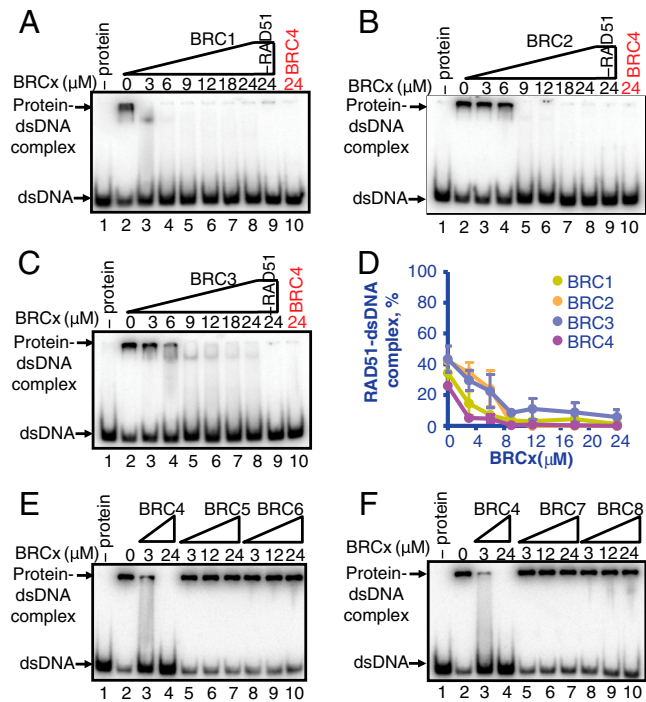 A
– protein
BRC1
–RAD51
BRC4
BRCx (µM) 0 3 6 9 12 18 24 24 24
Protein-
dsDNA
complex
dsDNA
1 2 3 4 5 6 7 8 9 10
B
– protein
BRC2
–RAD51
BRC4
BRCx (µM) 0 3 6 9 12 18 24 24 24
Protein-
dsDNA
complex
dsDNA
1 2 3 4 5 6 7 8 9 10
C
– protein
BRC3
–RAD51
BRC4
BRCx (µM) 0 3 6 9 12 18 24 24 24
Protein-
dsDNA
complex
dsDNA
1 2 3 4 5 6 7 8 9 10
D
RAD51-dsDNA
complex, %
100
80
60
40
20
0
BRC1
BRC2
BRC3
BRC4
0 4 8 12 16 20 24
BRCx(µM)
E
– protein
BRC4 BRC5 BRC6
BRCx (µM) 0 3 24 3 12 24 3 12 24
Protein-
dsDNA
complex
dsDNA
1 2 3 4 5 6 7 8 9 10
F
– protein
BRC4 BRC7 BRC8
BRCx (µM) 0 3 24 3 12 24 3 12 24
Protein-
dsDNA
complex
dsDNA
1 2 3 4 5 6 7 8 9 10